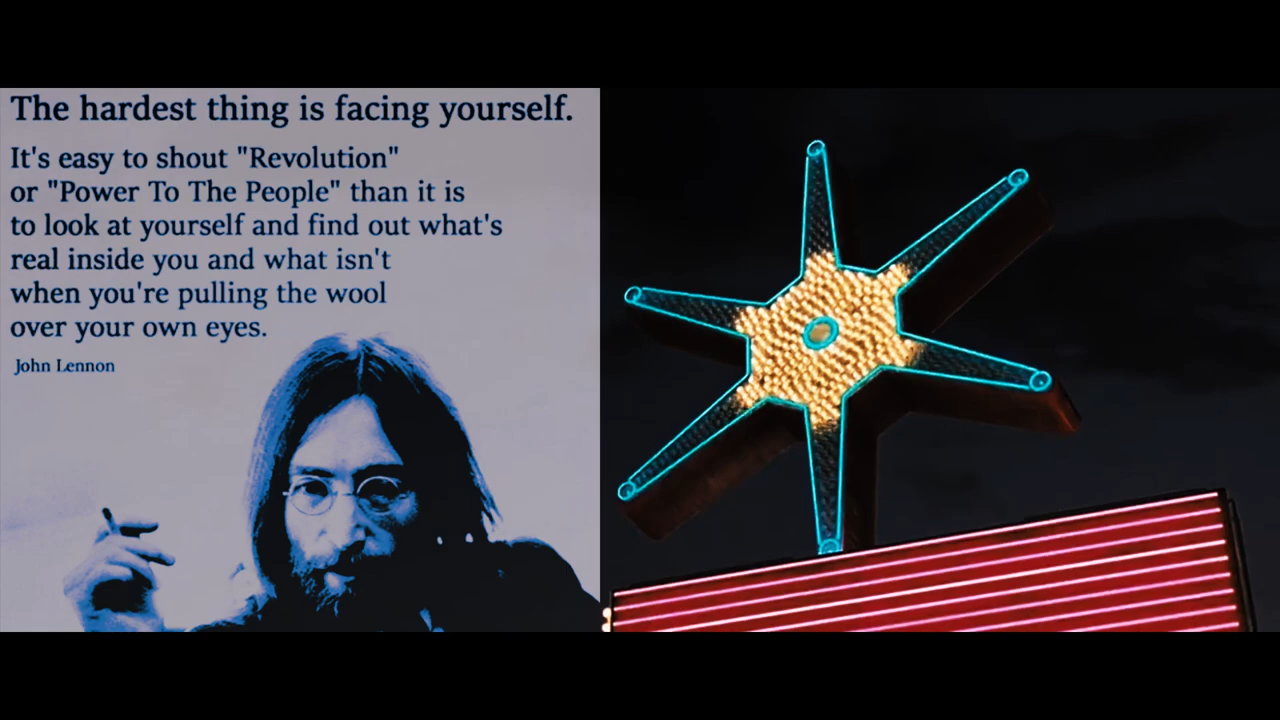 The hardest thing is facing yourself.
It's easy to shout "Revolution"
or "Power To The People" than it is
to look at yourself and find out what's
real inside you and what isn't
when you're pulling the wool
over your own eyes.
John Lennon